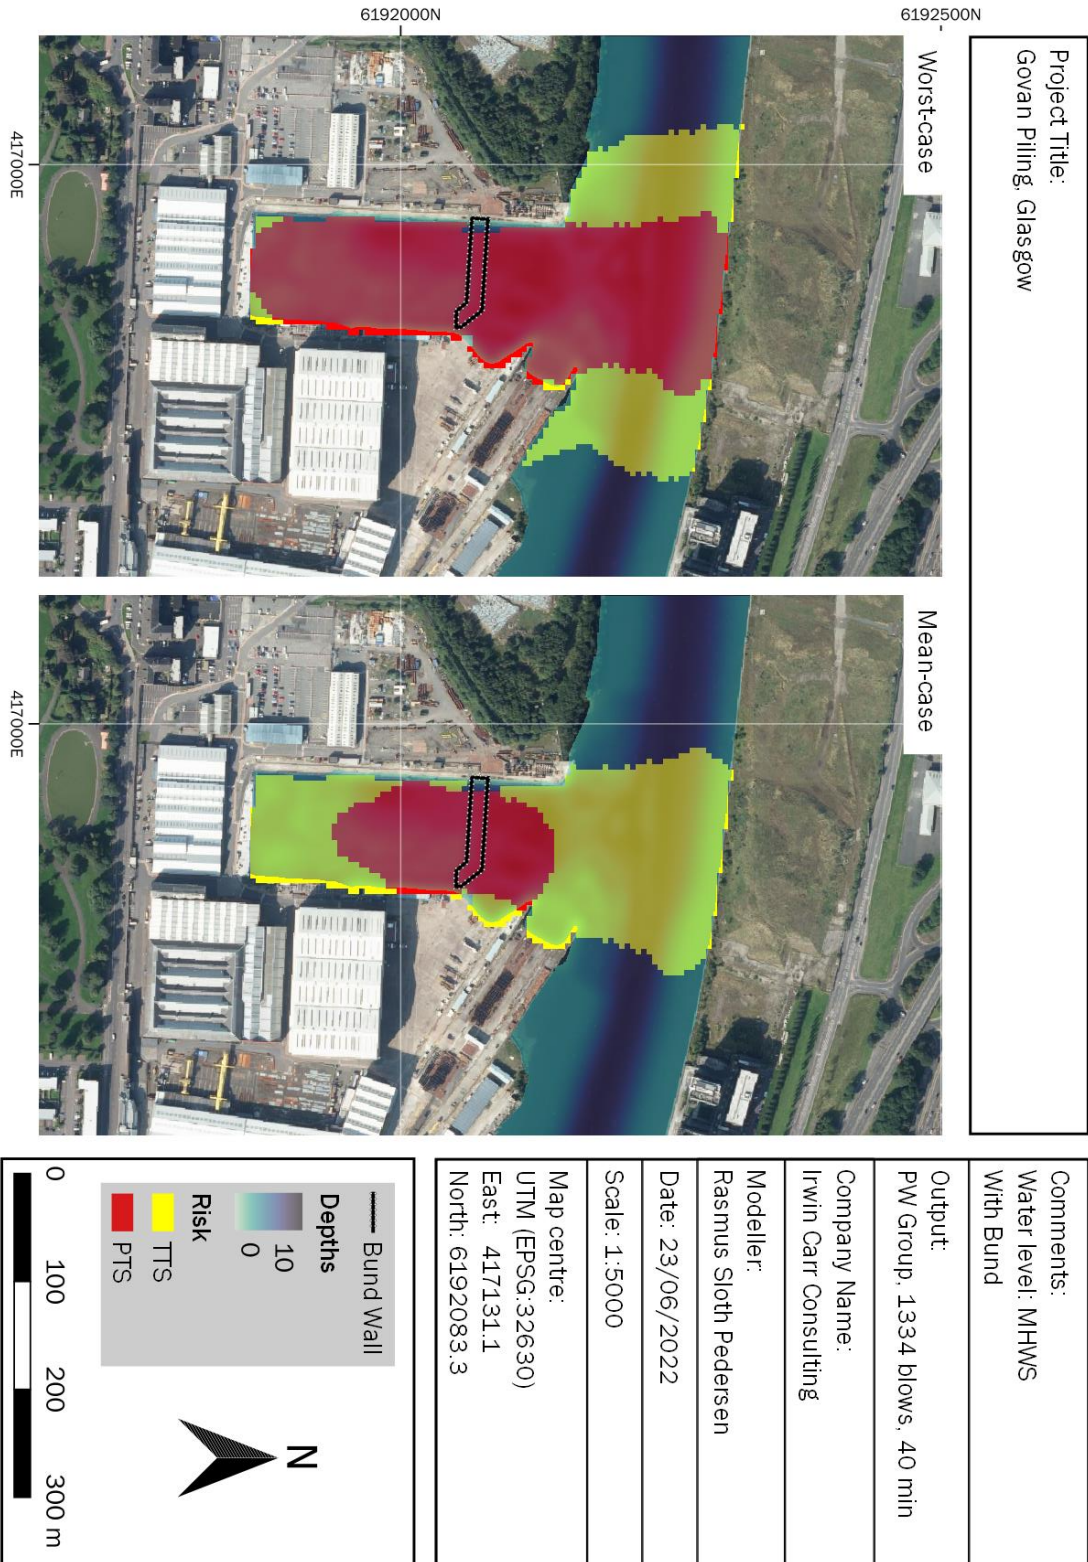 Project Title:
Govan Piling, Glasgow
Worst-case
Mean-case
6192000N
6192500N
417000E
417000E
Comments:
Water level: MHWS
With Bund
Output:
PW Group, 1334 blows, 40 min
Company Name:
Irwin Carr Consulting
Modeller:
Rasmus Sloth Pedersen
Date: 23/06/2022
Scale: 1:5000
Map centre:
UTM (EPSG:32630)
East: 417131.1
North: 6192083.3
Bund Wall
Depths
10
0
Risk
TTS
PTS
N
0 100 200 300 m